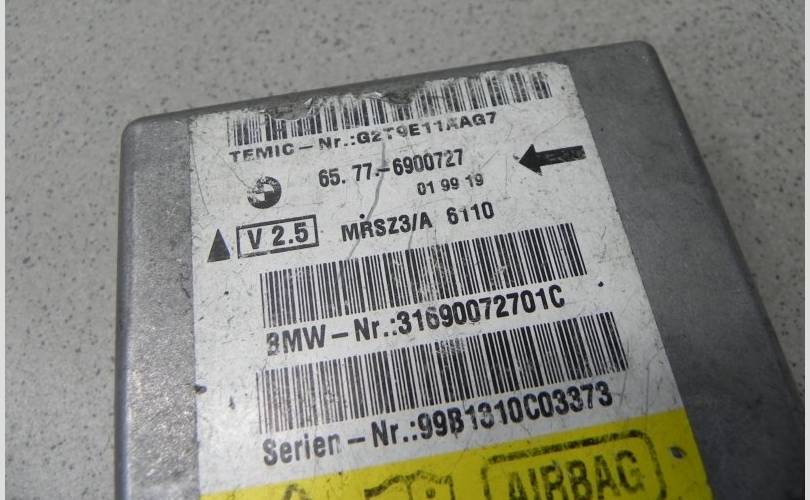 TEMIC-Nr.:G2T9E11AAG7
65.77-6900727
01 99 19
V 2.5 MRSZ3/A 6110
BMW-Nr.:31690072701C
Serien-Nr.:99B1310C03373
AIRBAG